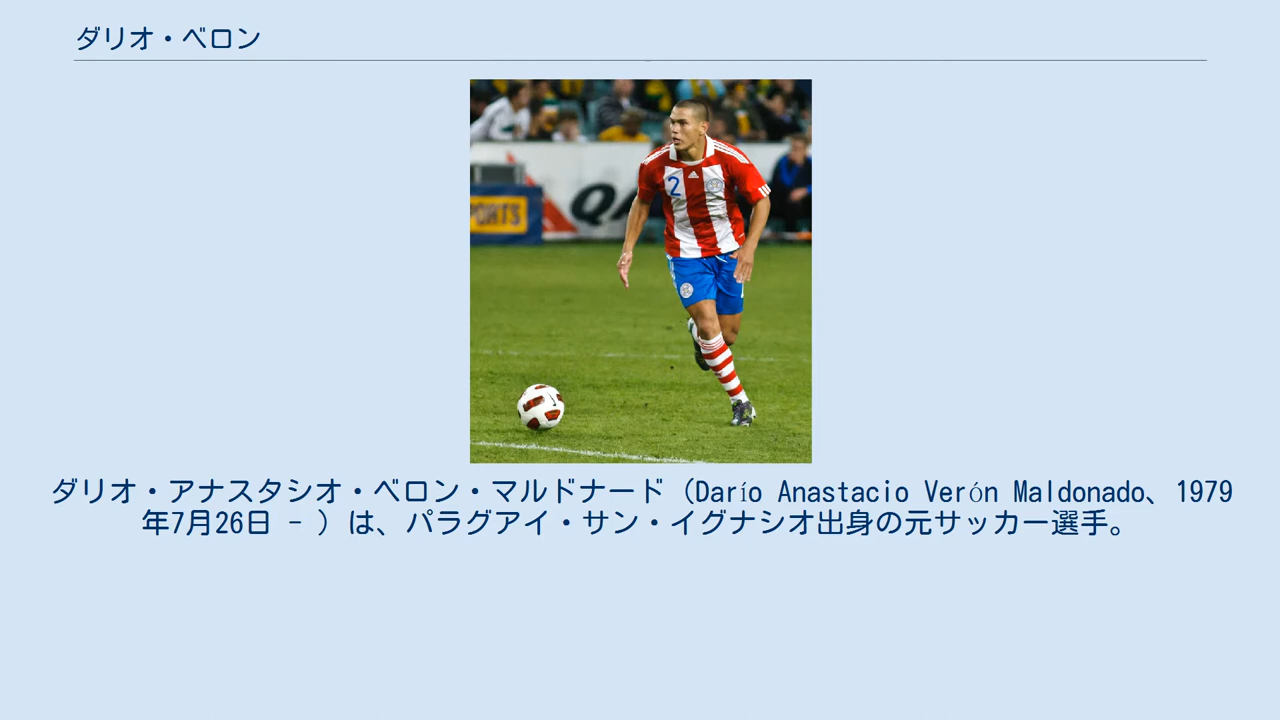 ダリオ・ベロン
2
PORTS
QA
ダリオ・アナスタシオ・ベロン・マルドナード（Darío Anastacio Verón Maldonado、1979
年7月26日 - ）は、パラグアイ・サン・イグナシオ出身の元サッカー選手。